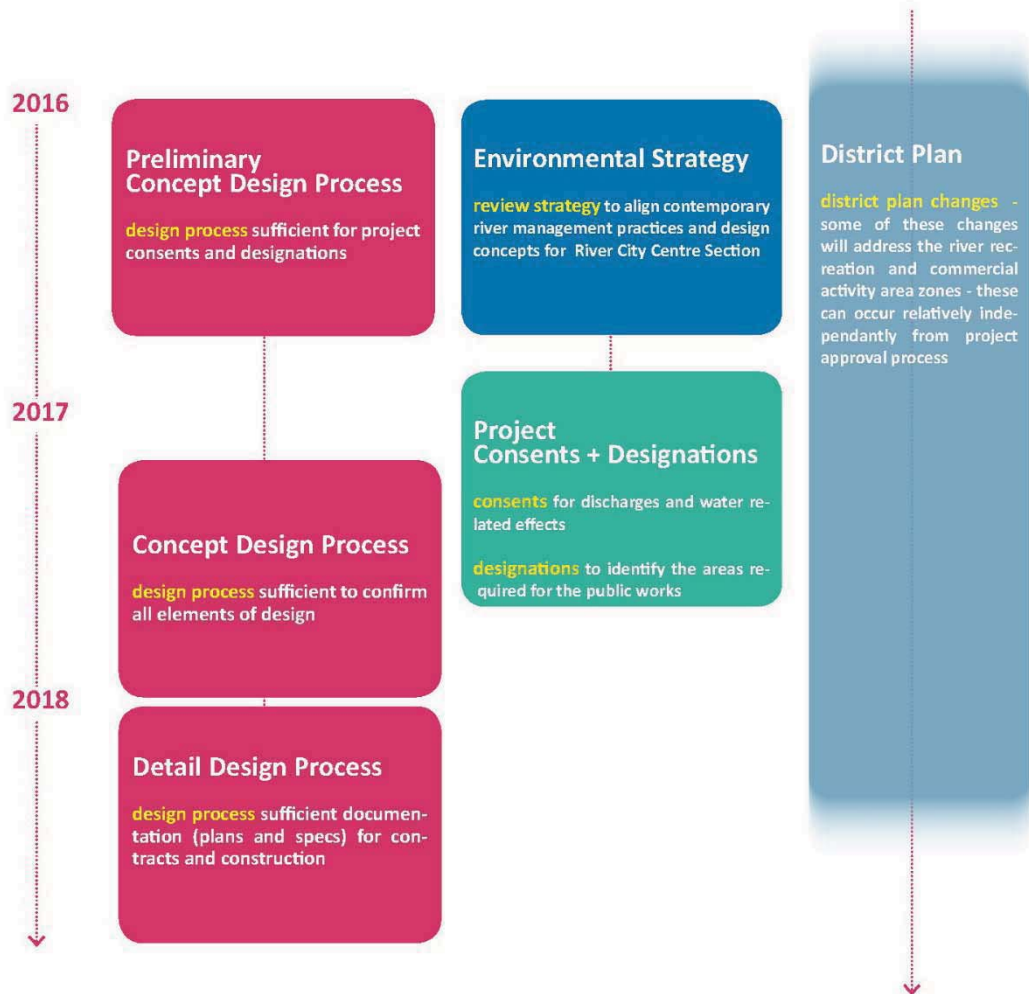 2016
Preliminary
Concept Design Process
design process sufficient for project
consents and designations
Environmental Strategy
review strategy to align contemporary
river management practices and design
concepts for River City Centre Section
District Plan
district plan changes -
some of these changes
will address the river rec-
reation and commercial
activity area zones - these
can occur relatively inde-
pendantly from project
approval process
2017
Project
Consents + Designations
consents for discharges and water re-
lated effects
designations to identify the areas re-
quired for the public works
Concept Design Process
design process sufficient to confirm
all elements of design
2018
Detail Design Process
design process sufficient documen-
tation (plans and specs) for con-
tracts and construction